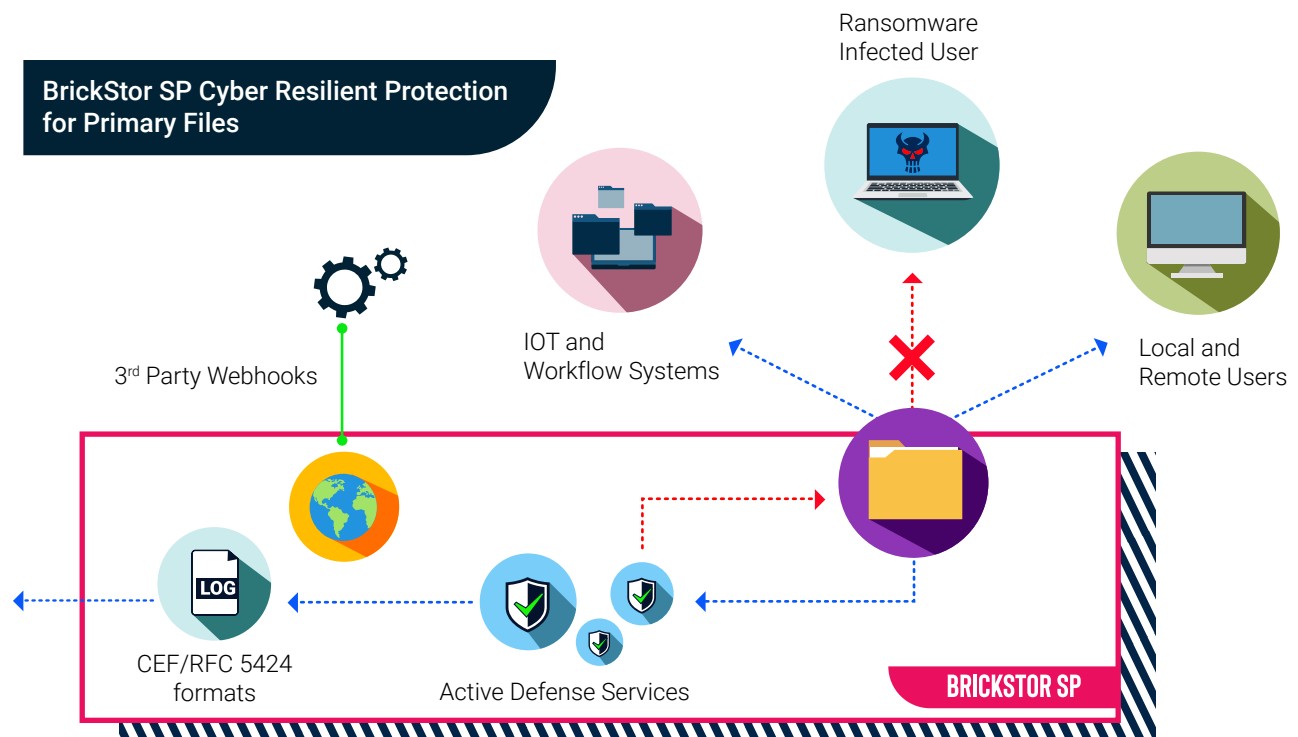 Ransomware
Infected User
BrickStor SP Cyber Resilient Protection
for Primary Files
IOT and
Workflow Systems
Local and
Remote Users
3rd Party Webhooks
LOG
CEF/RFC 5424
formats
Active Defense Services
BRICKSTOR SP